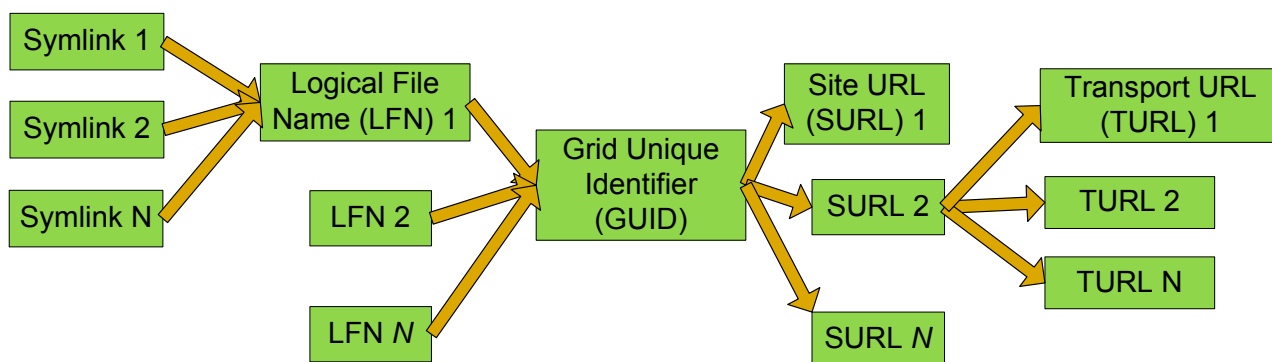 Symlink 1
Symlink 2
Symlink N
Logical File
Name (LFN) 1
LFN 2
LFN N
Grid Unique
Identifier
(GUID)
Site URL
(SURL) 1
SURL 2
SURL N
Transport URL
(TURL) 1
TURL 2
TURL N